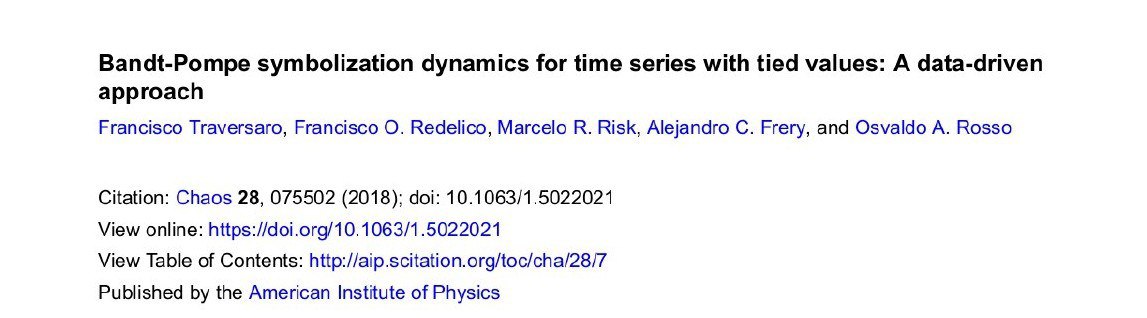 Bandt-Pompe symbolization dynamics for time series with tied values: A data-driven
approach
Francisco Traversaro, Francisco O. Redelico, Marcelo R. Risk, Alejandro C. Frery, and Osvaldo A. Rosso
Citation: Chaos 28, 075502 (2018); doi: 10.1063/1.5022021
View online: https://doi.org/10.1063/1.5022021
View Table of Contents: http://aip.scitation.org/toc/cha/28/7
Published by the American Institute of Physics